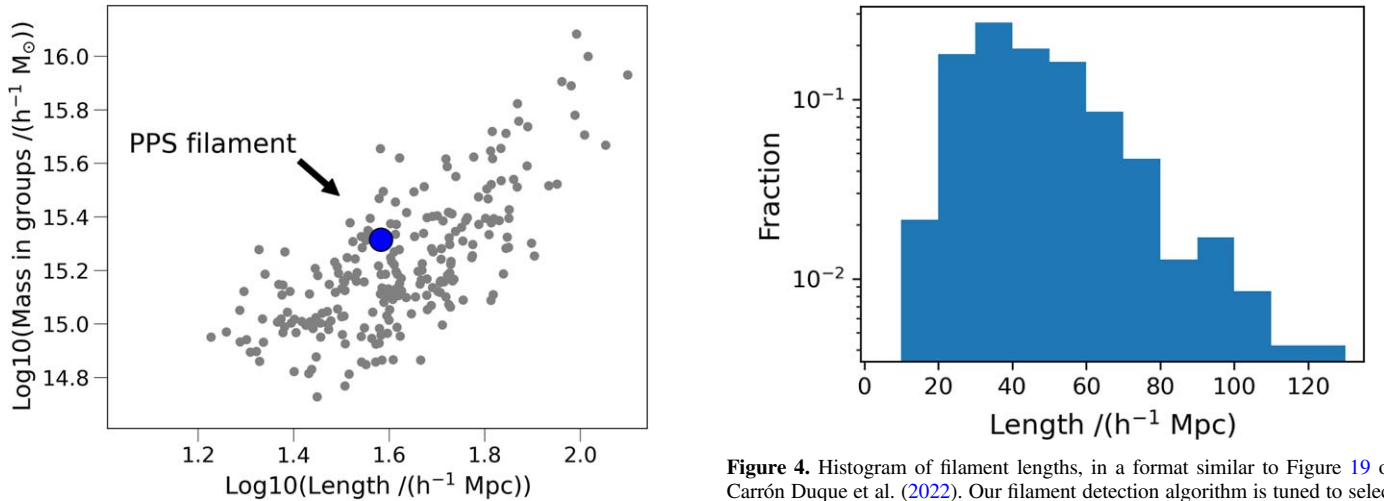 Log10(Mass in groups /(h⁻¹ M☉))
16.0
15.8
15.6
15.4
15.2
15.0
14.8
PPS filament
1.2 1.4 1.6 1.8 2.0
Log10(Length /(h⁻¹ Mpc))
Fraction
10⁻¹
10⁻²
0 20 40 60 80 100 120
Length /(h⁻¹ Mpc)
Figure 4. Histogram of filament lengths, in a format similar to Figure 19 o
Carrón Duque et al. (2022). Our filament detection algorithm is tuned to selec